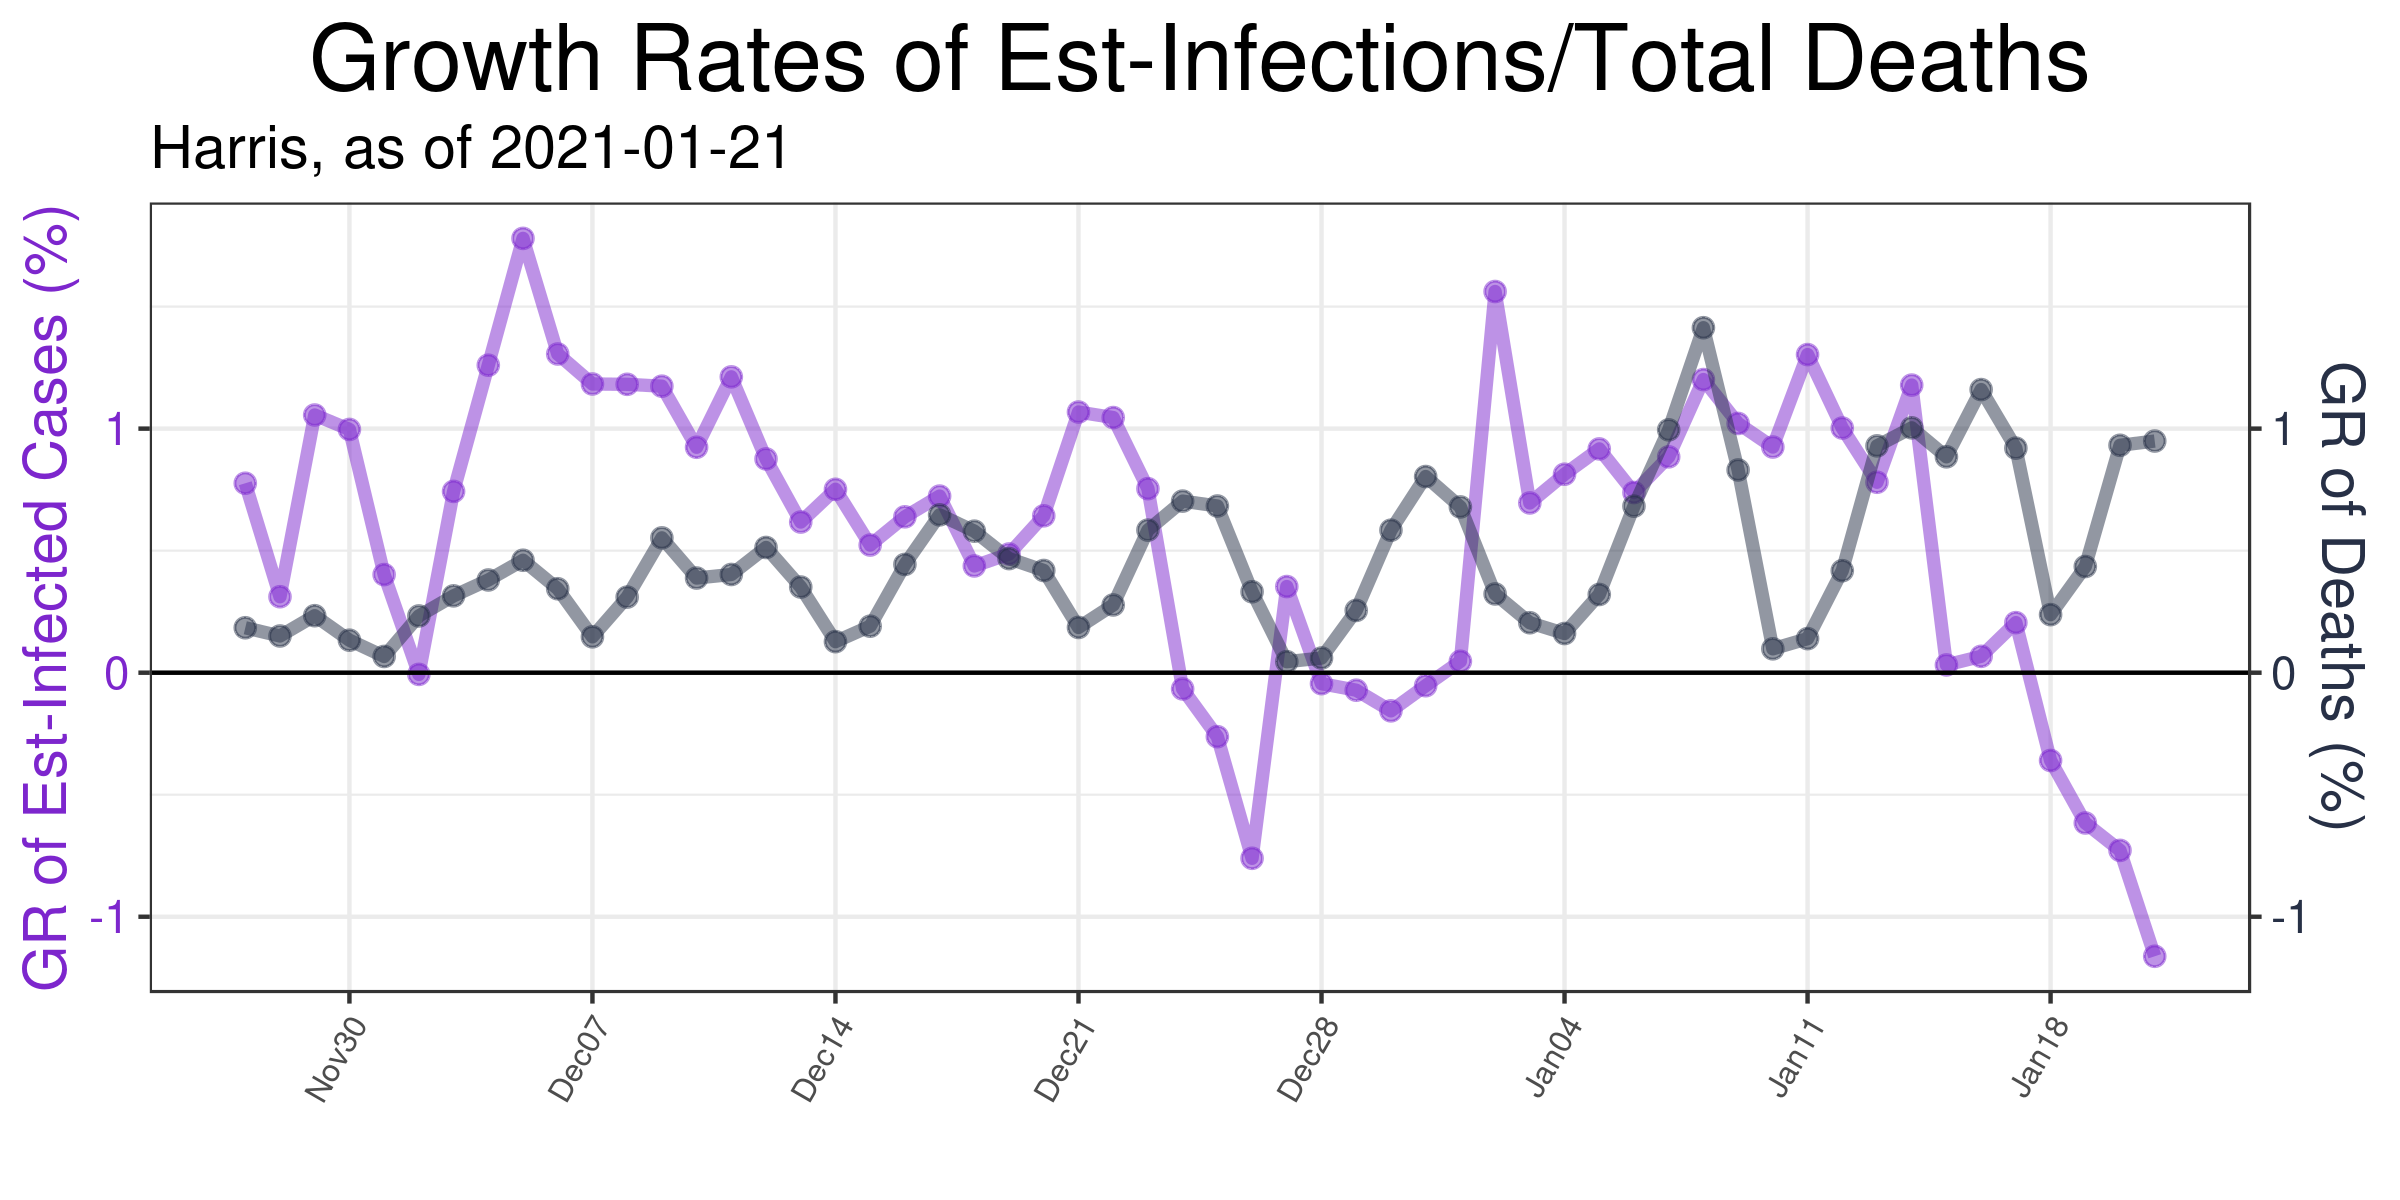 Growth Rates of Est-Infections/Total Deaths
Harris, as of 2021-01-21
GR of Est-Infected Cases (%)
1
0
-1
GR of Deaths (%)
1
0
-1
Nov30
Dec07
Dec14
Dec21
Dec28
Jan04
Jan11
Jan18